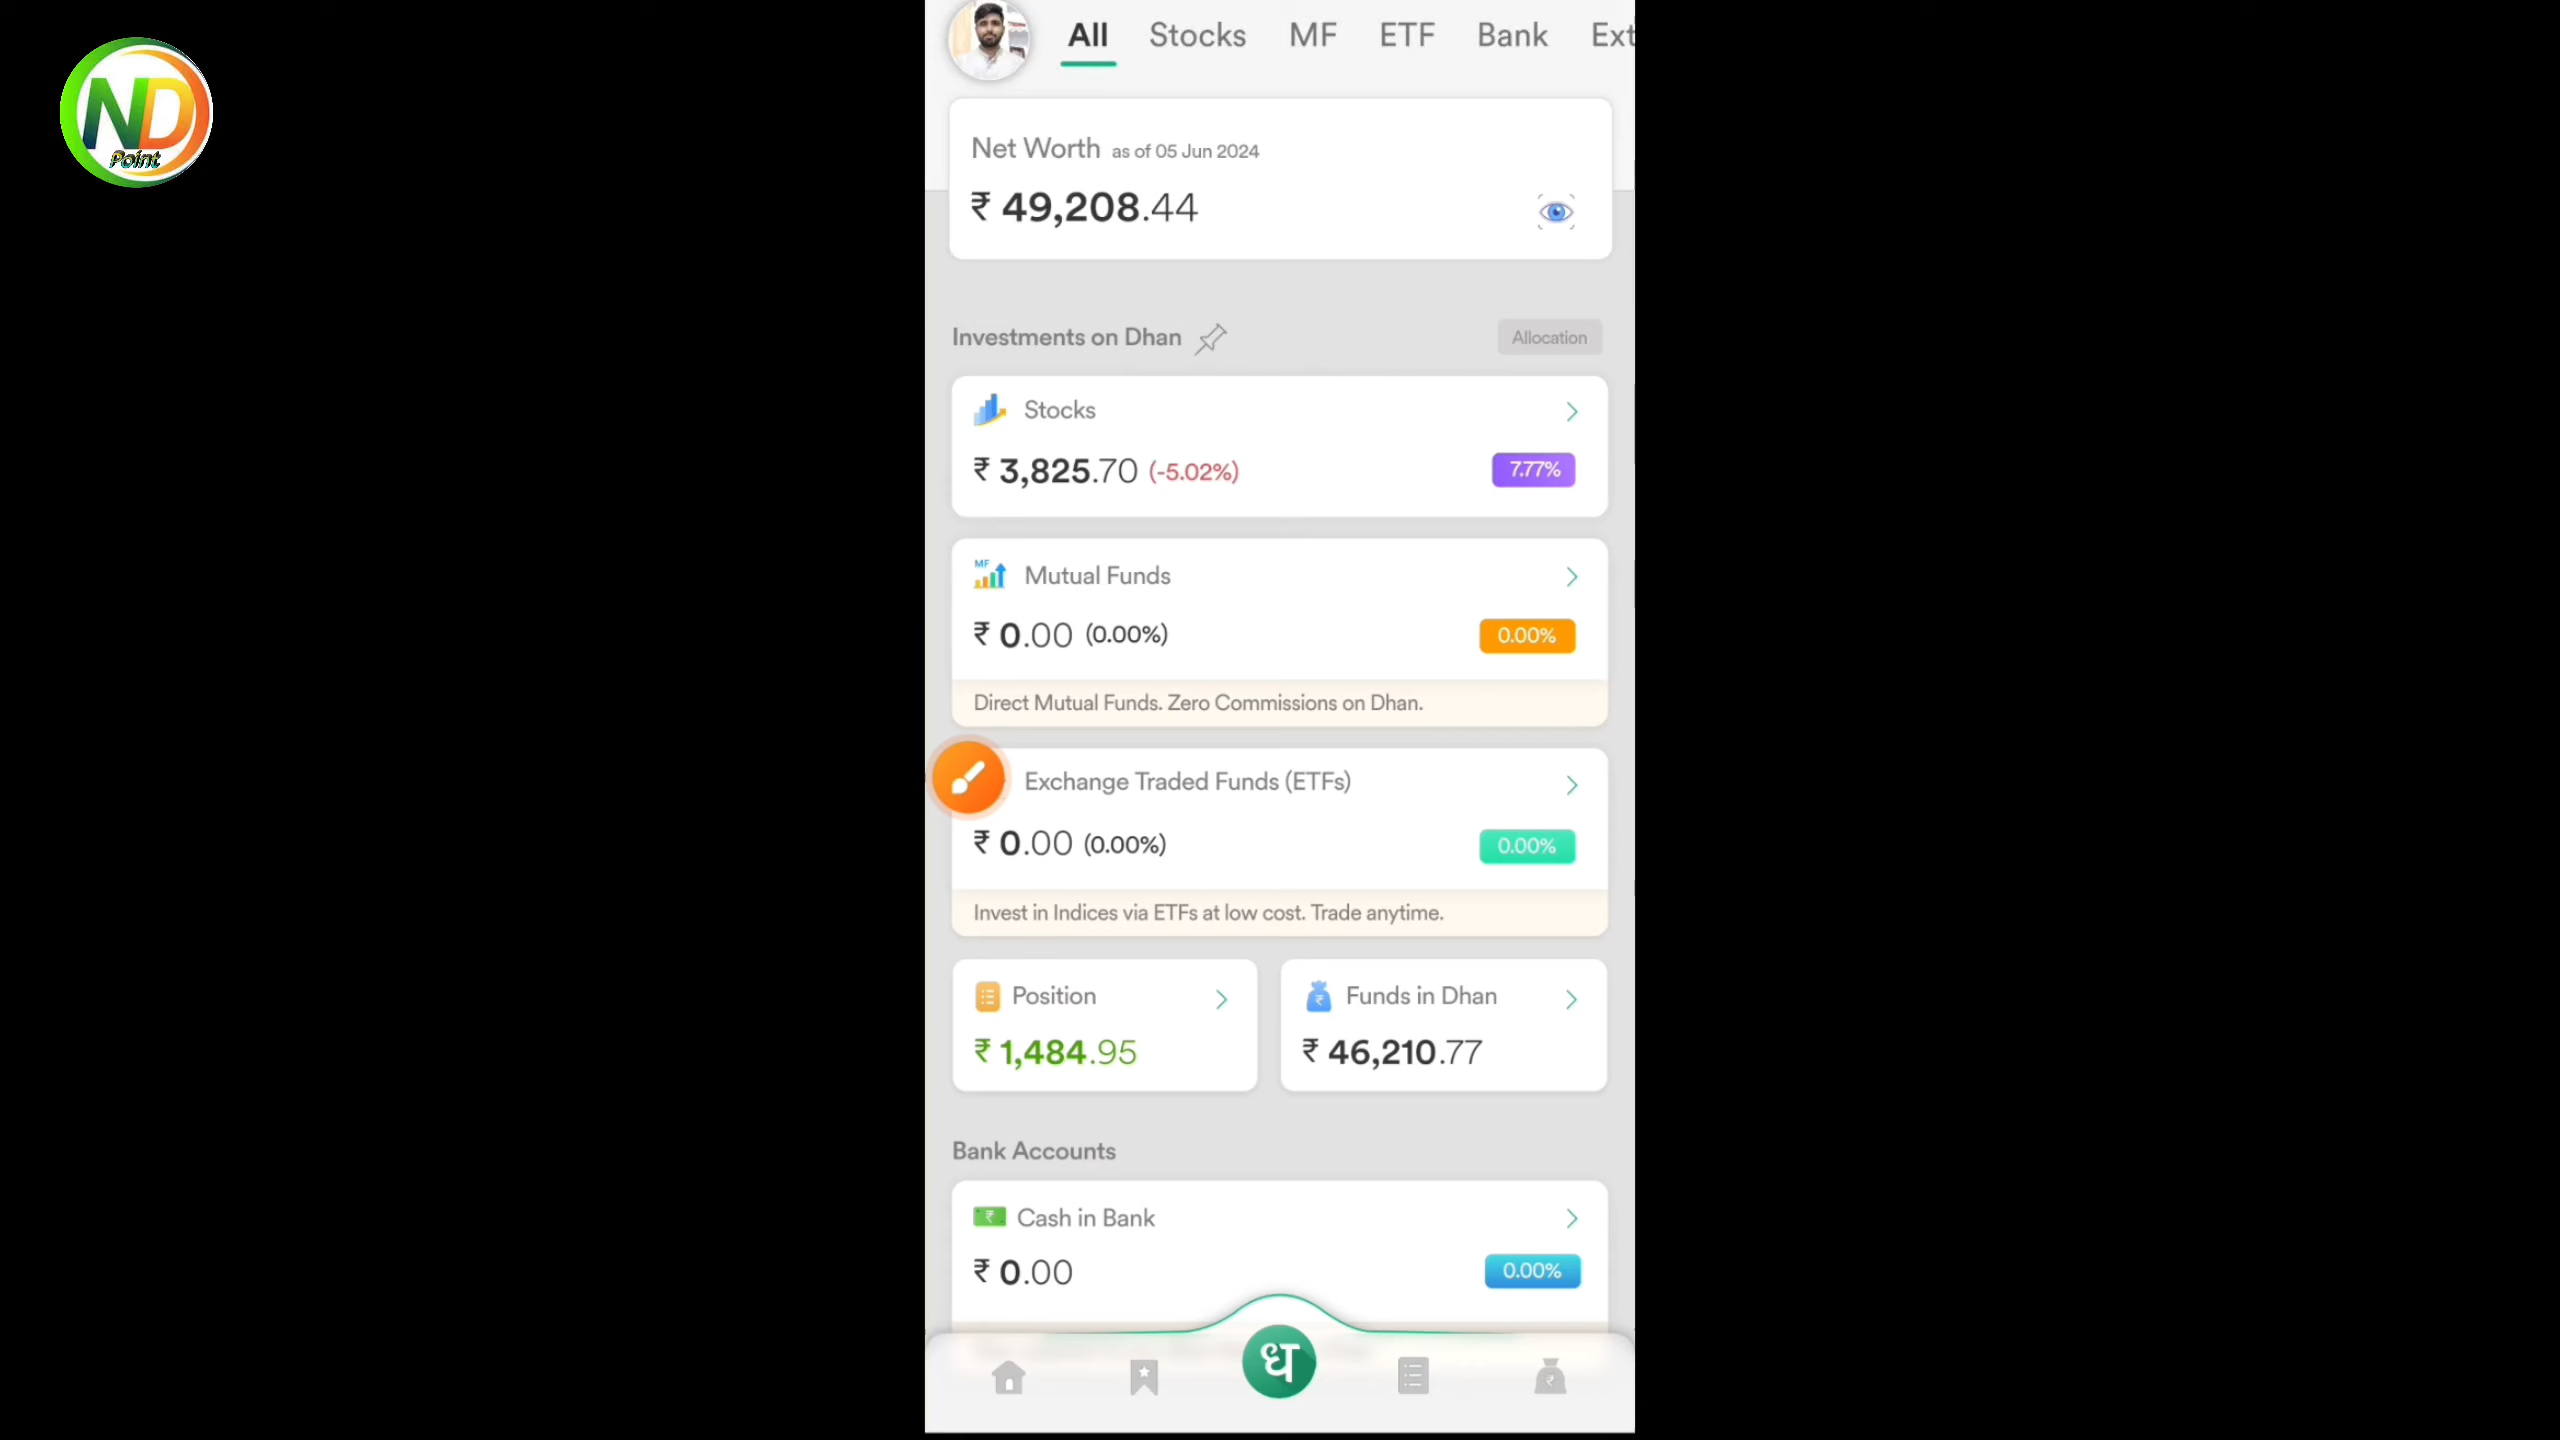 ND
Point
All Stocks MF ETF Bank Ext
Net Worth as of 05 Jun 2024
₹ 49,208.44
Investments on Dhan
Allocation
Stocks
₹ 3,825.70 (-5.02%)
7.77%
MF
Mutual Funds
₹ 0.00 (0.00%)
0.00%
Direct Mutual Funds. Zero Commissions on Dhan.
Exchange Traded Funds (ETFs)
₹ 0.00 (0.00%)
0.00%
Invest in Indices via ETFs at low cost. Trade anytime.
Position
₹ 1,484.95
Funds in Dhan
₹ 46,210.77
Bank Accounts
Cash in Bank
₹ 0.00
0.00%
ध